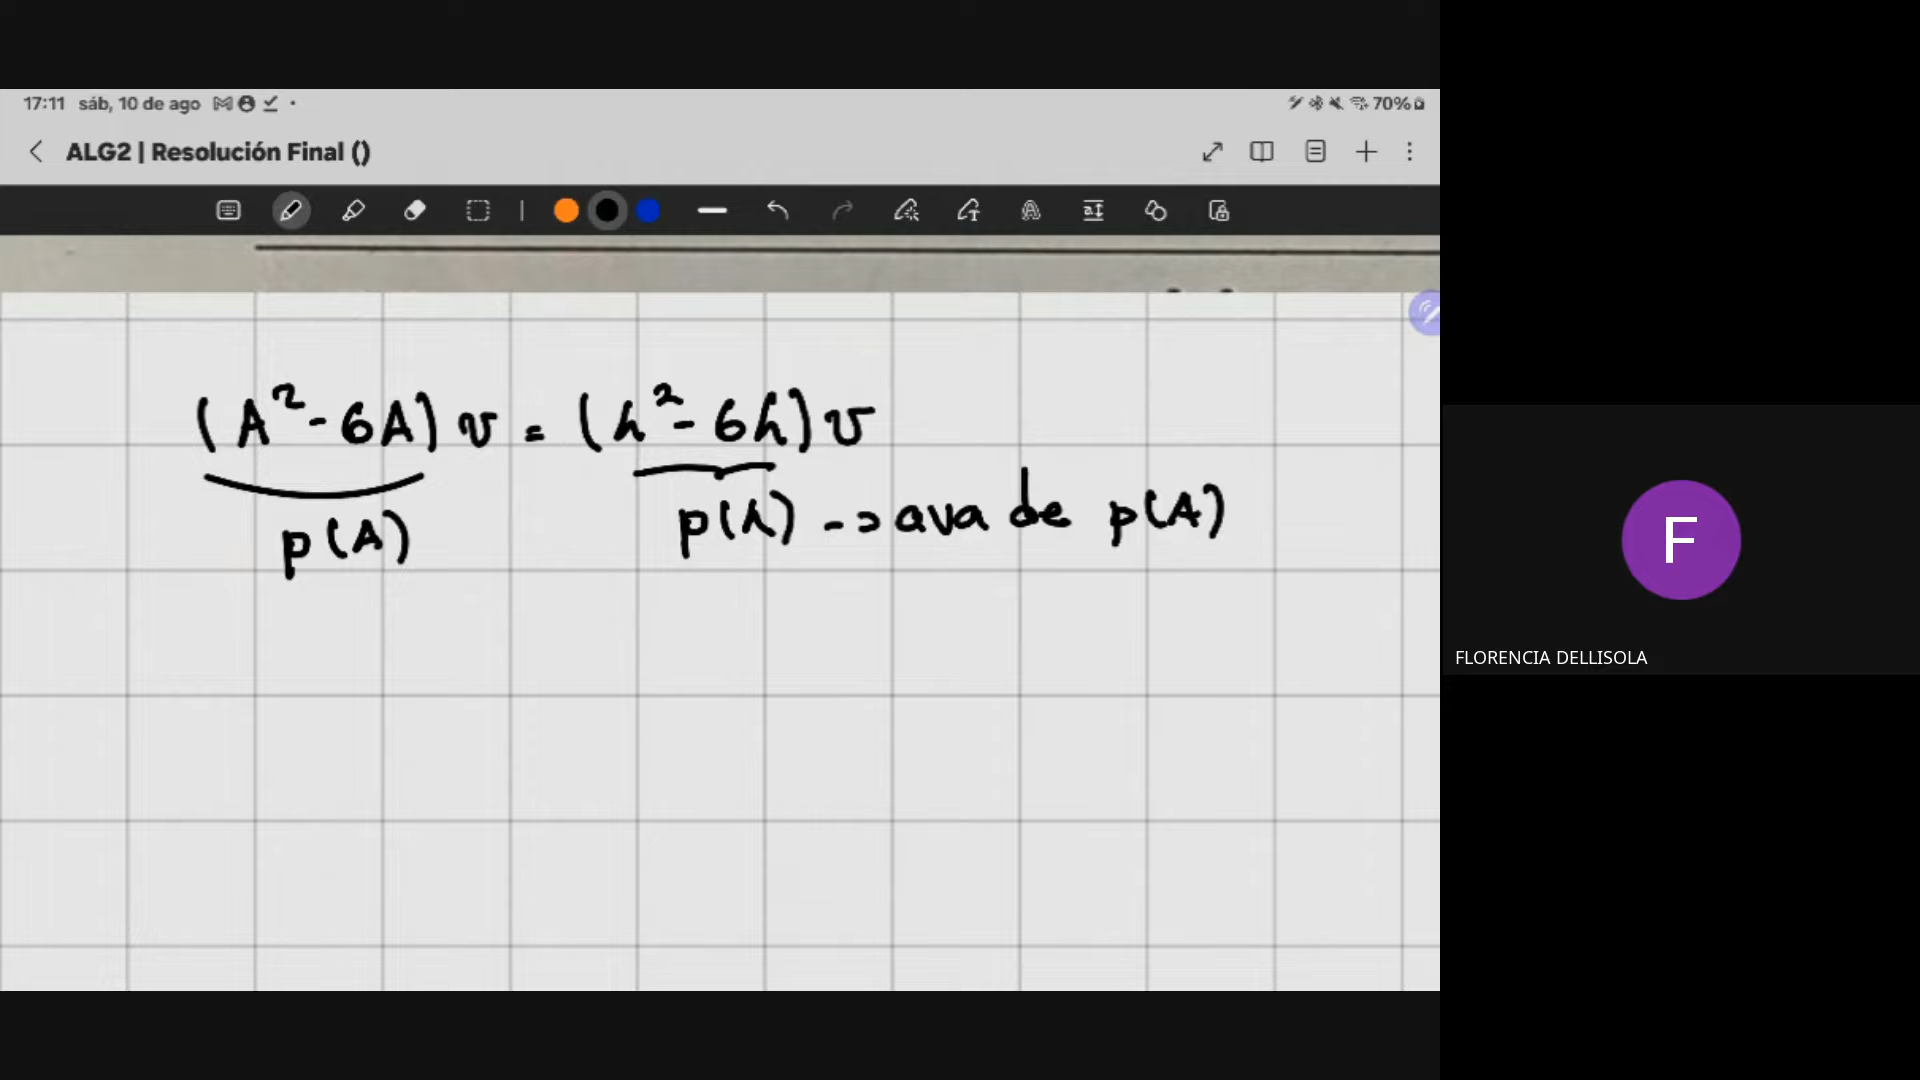 17:11 sáb, 10 de ago
70%
ALG2 | Resolución Final ()
(A² - 6A) v = (λ² - 6λ) v
p(A)
p(λ) -> ava de p(A)
F
FLORENCIA DELLISOLA